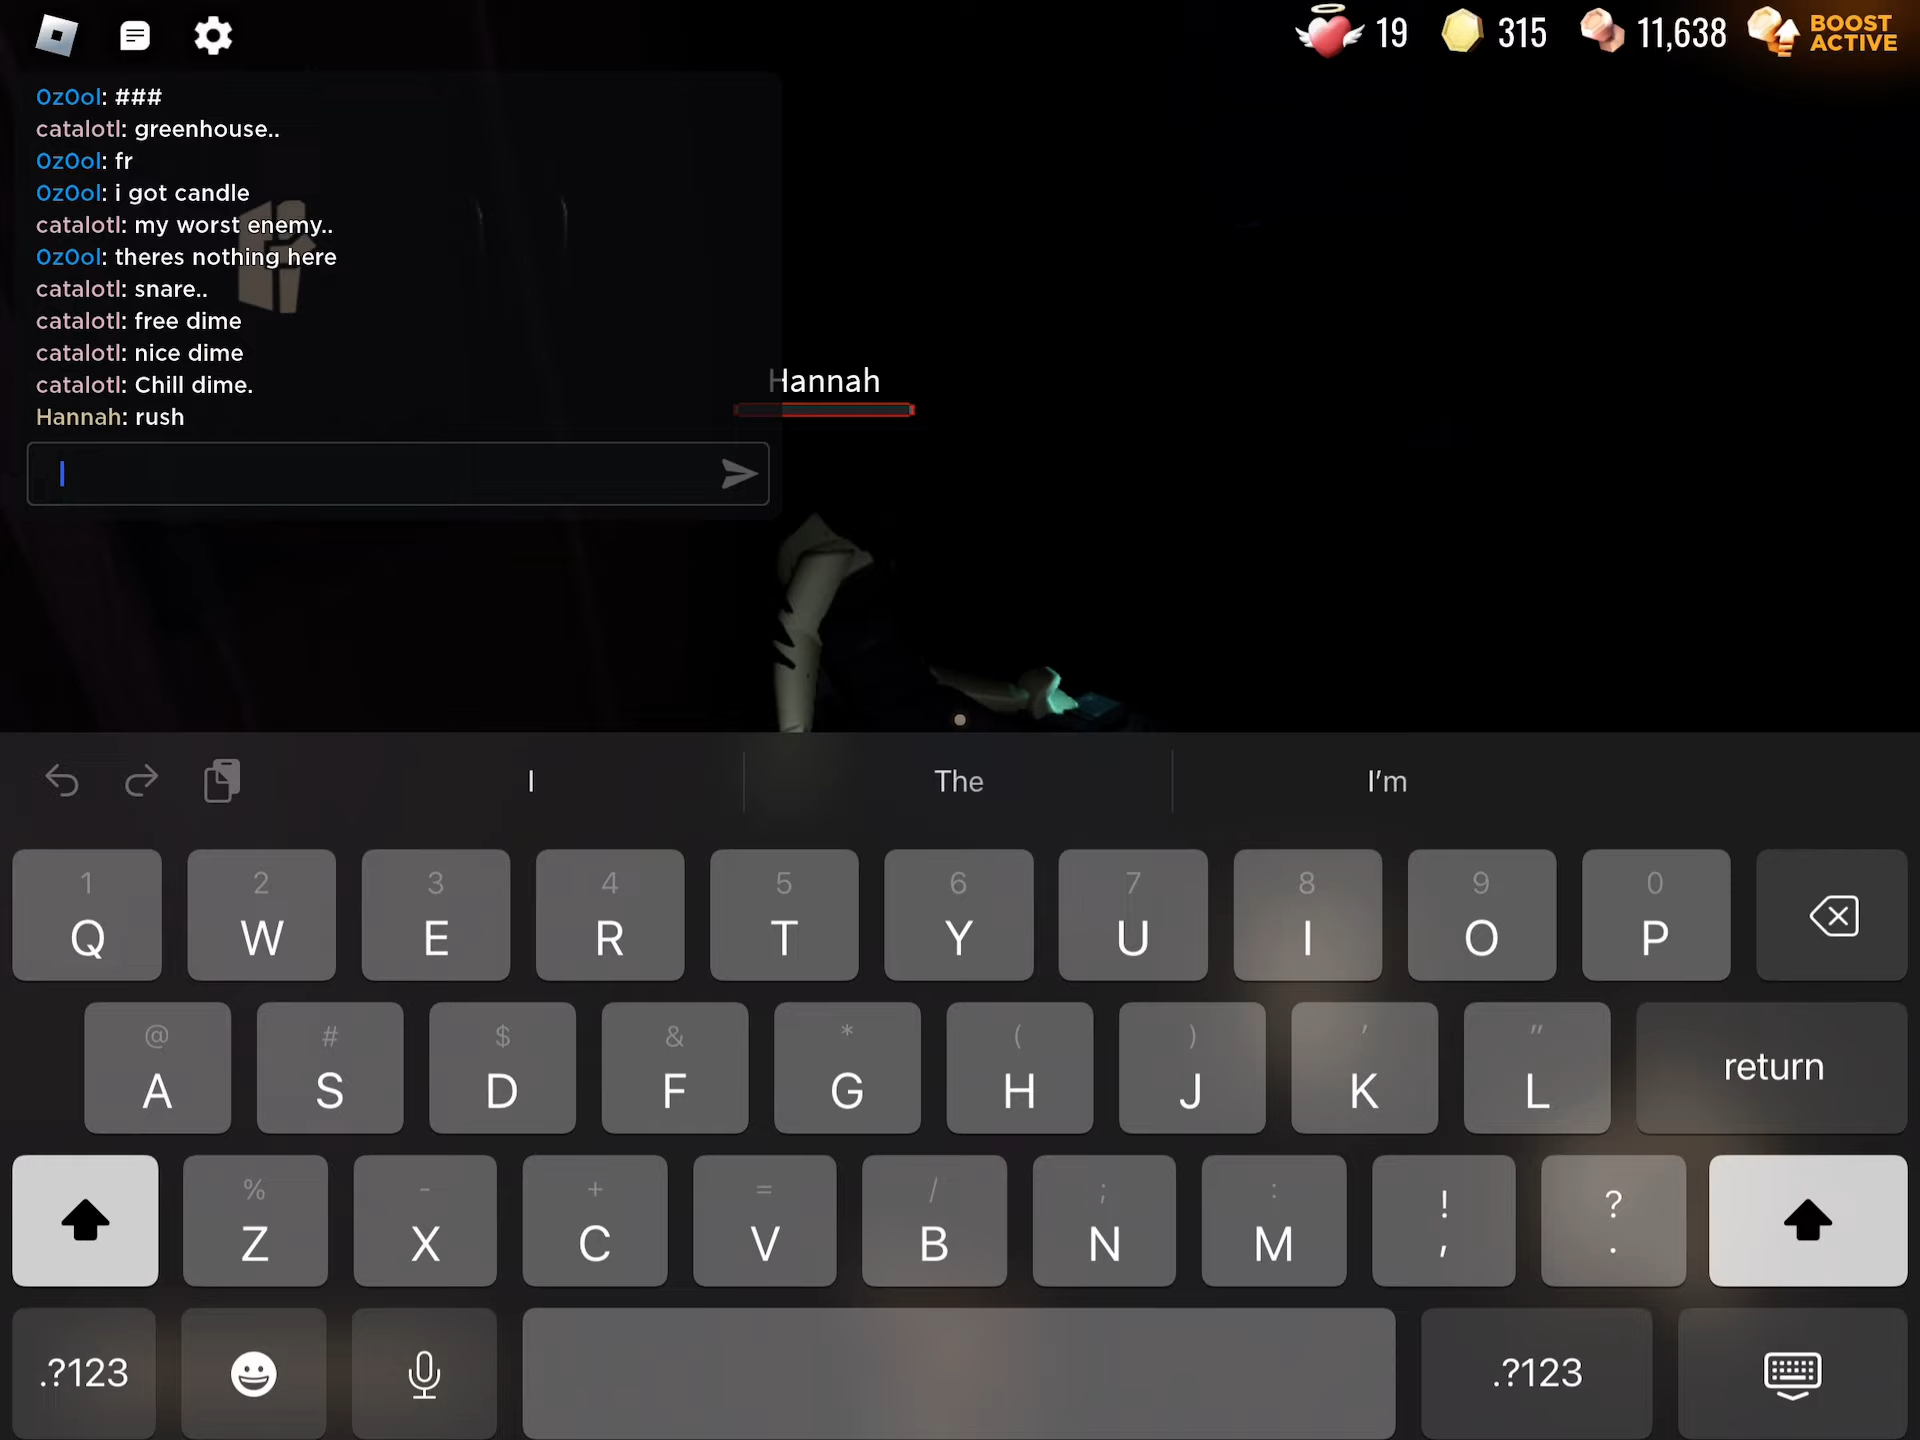 19 315 11,638 BOOST ACTIVE
0z0ol: ###
catalotl: greenhouse..
0z0ol: fr
0z0ol: i got candle
catalotl: my worst enemy..
0z0ol: theres nothing here
catalotl: snare..
catalotl: free dime
catalotl: nice dime
catalotl: Chill dime.
Hannah: rush
Hannah
I The I'm
1 2 3 4 5 6 7 8 9 0
Q W E R T Y U I O P
@ # $ & * ( ) ' "
A S D F G H J K L return
% - + = / ; : ! ?
Z X C V B N M , .
.?123 .?123